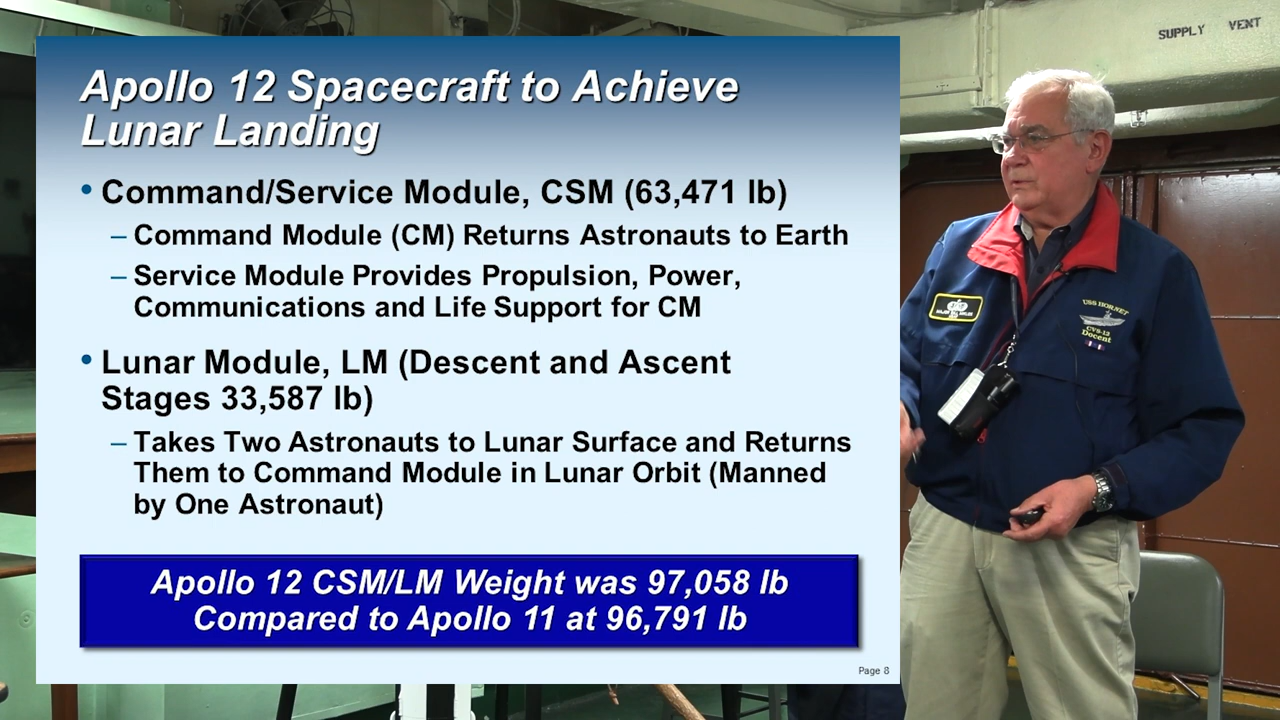 SUPPLY VENT
Apollo 12 Spacecraft to Achieve
Lunar Landing
• Command/Service Module, CSM (63,471 lb)
– Command Module (CM) Returns Astronauts to Earth
– Service Module Provides Propulsion, Power,
Communications and Life Support for CM
• Lunar Module, LM (Descent and Ascent
Stages 33,587 lb)
– Takes Two Astronauts to Lunar Surface and Returns
Them to Command Module in Lunar Orbit (Manned
by One Astronaut)
Apollo 12 CSM/LM Weight was 97,058 lb
Compared to Apollo 11 at 96,791 lb
Page 8
USS HORNET
CVS-12
Docent